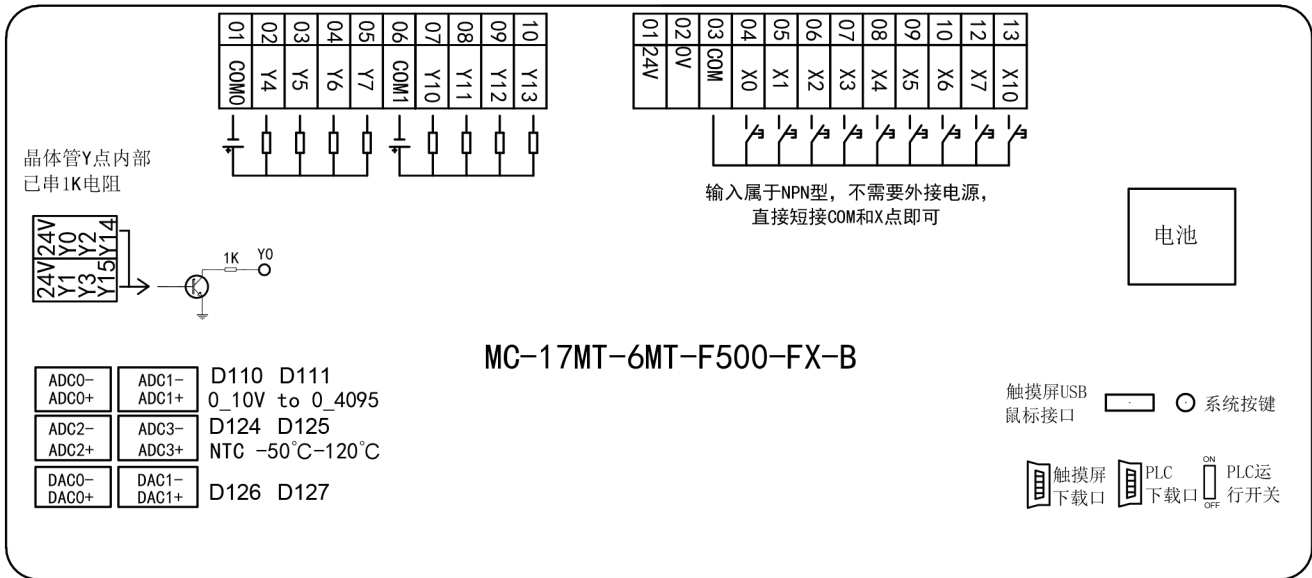 01 02 03 04 05 06 07 08 09 10
COM0 Y4 Y5 Y6 Y7 COM1 Y10 Y11 Y12 Y13
01 02 03 04 05 06 07 08 09 10 12 13
24V 0V COM X0 X1 X2 X3 X4 X5 X6 X7 X10
晶体管Y点内部
已串1K电阻
输入属于NPN型，不需要外接电源，
直接短接COM和X点即可
24V Y0 Y2 Y14
24V Y1 Y3 Y15
1K Y0
电池
MC-17MT-6MT-F500-FX-B
ADC0- ADC1- D110 D111
ADC0+ ADC1+ 0_10V to 0_4095
ADC2- ADC3- D124 D125
ADC2+ ADC3+ NTC -50℃-120℃
DAC0- DAC1-
DAC0+ DAC1+ D126 D127
触摸屏USB
鼠标接口
系统按键
触摸屏
下载口
PLC
下载口
ON
OFF
PLC运
行开关